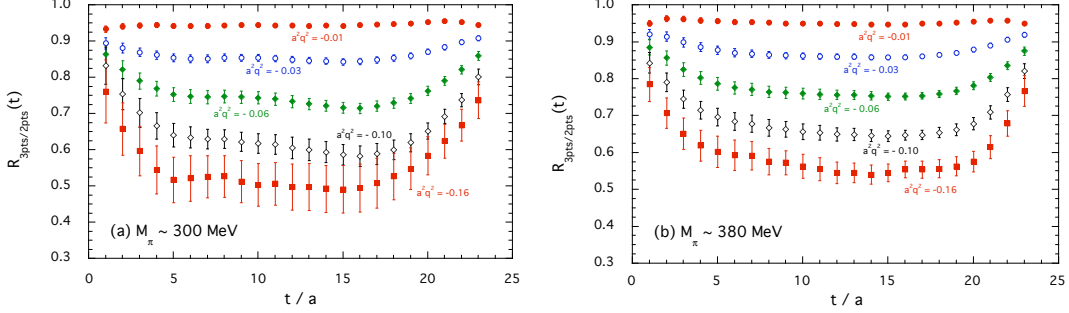 1.0
0.9
0.8
0.7
0.6
0.5
0.4
0.3
R3pts/2pts(t)
a²q² = -0.01
a²q² = - 0.03
a²q² = - 0.06
a²q² = - 0.10
a²q² = -0.16
(a) Mπ ~ 300 MeV
0 5 10 15 20 25
t / a
1.0
0.9
0.8
0.7
0.6
0.5
0.4
0.3
R3pts/2pts(t)
a²q² = -0.01
a²q² = - 0.03
a²q² = - 0.06
a²q² = - 0.10
a²q² = -0.16
(b) Mπ ~ 380 MeV
0 5 10 15 20 25
t / a